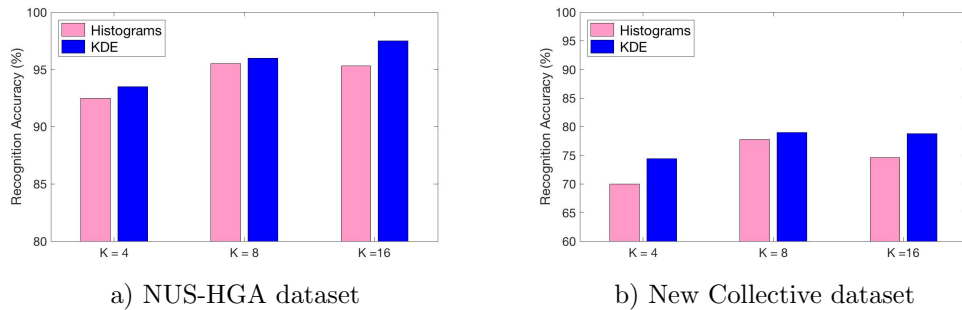 100
95
90
85
80
Recognition Accuracy (%)
Histograms
KDE
K = 4
K = 8
K =16
a) NUS-HGA dataset
100
95
90
85
80
75
70
65
60
Recognition Accuracy (%)
Histograms
KDE
K = 4
K = 8
K =16
b) New Collective dataset